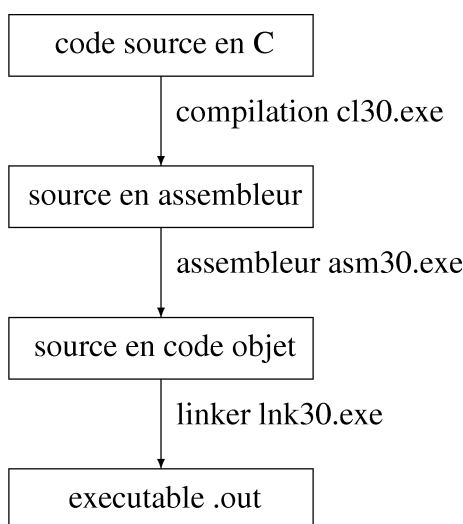 code source en C
compilation cl30.exe
source en assembleur
assembleur asm30.exe
source en code objet
linker lnk30.exe
executable .out